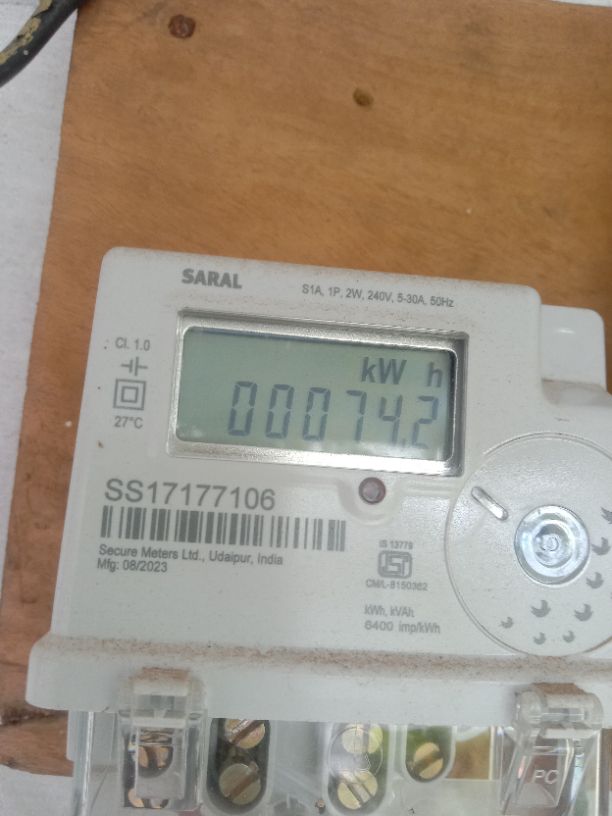 SARAL
S1A, 1P, 2W, 240V, 5-30A, 50Hz
Cl. 1.0
27°C
kW h
00074.2
SS17177106
Secure Meters Ltd., Udaipur, India
Mfg: 08/2023
IS 13779
CM/L-8150362
kWh, kVAh
6400 imp/kWh
PC